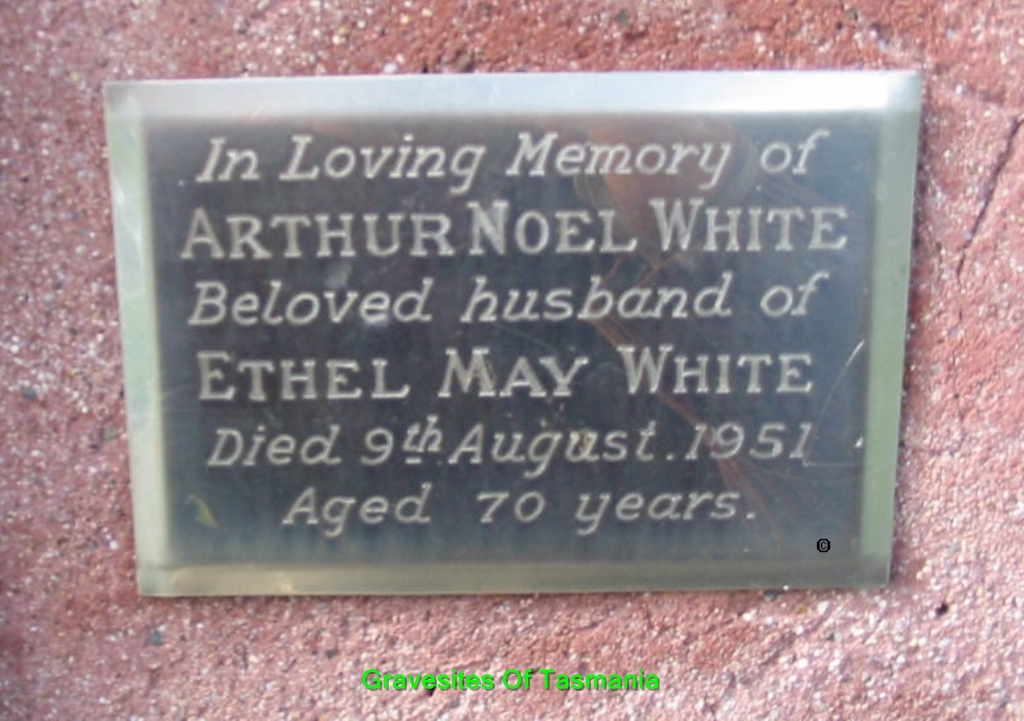 In Loving Memory of
ARTHUR NOEL WHITE
Beloved husband of
ETHEL MAY WHITE
Died 9th August.1951
Aged 70 years.
©
Gravesites Of Tasmania